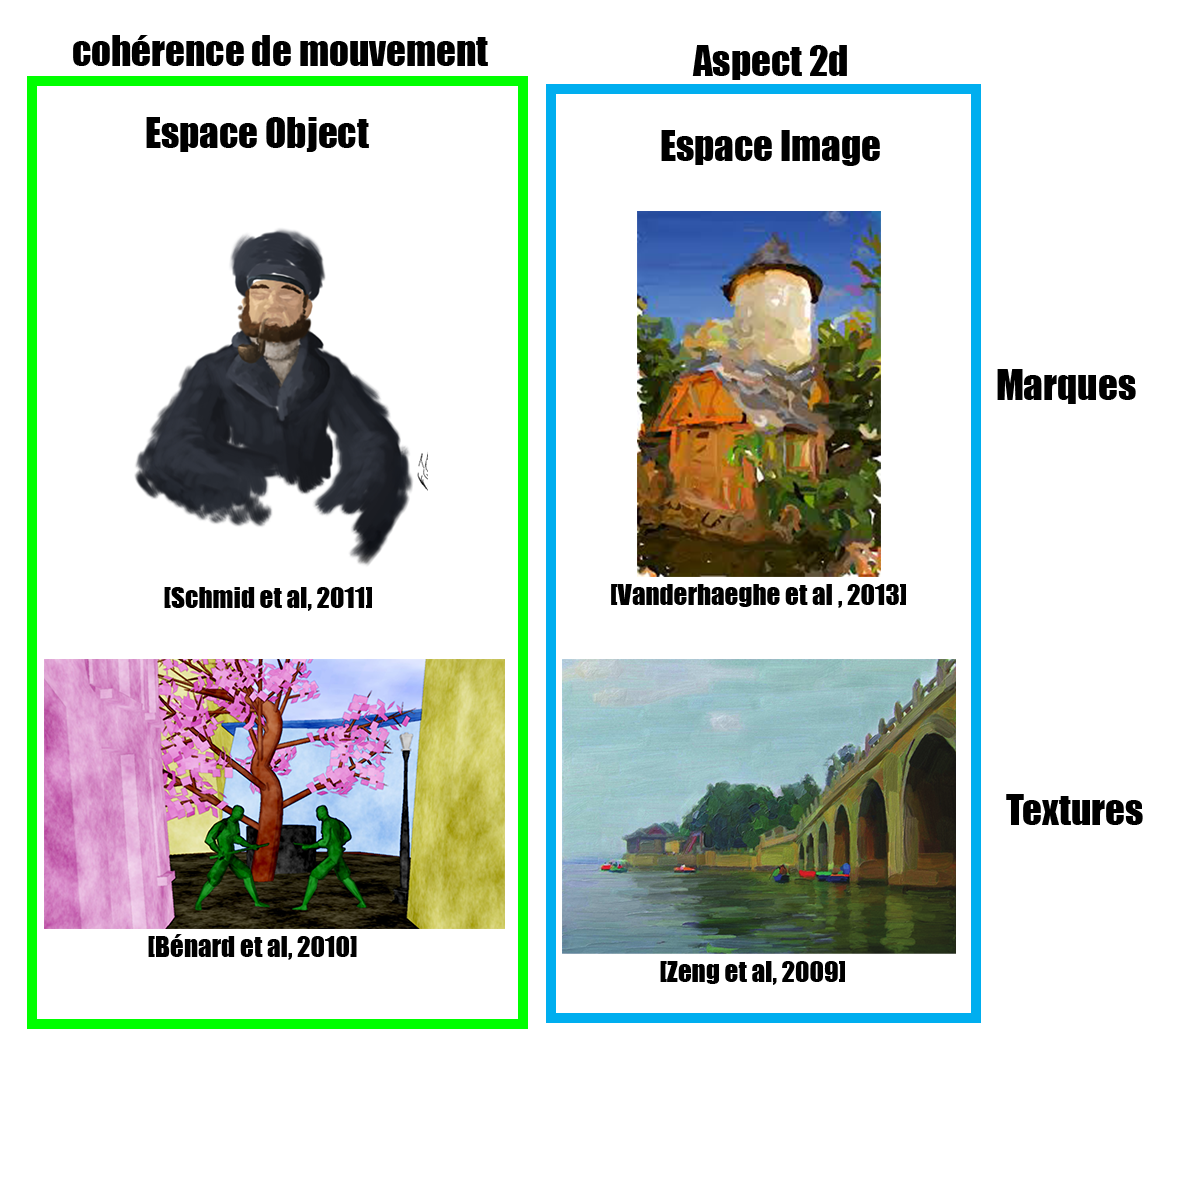 cohérence de mouvement
Aspect 2d
Espace Object
Espace Image
Marques
[Schmid et al, 2011]
[Vanderhaeghe et al , 2013]
Textures
[Bénard et al, 2010]
[Zeng et al, 2009]